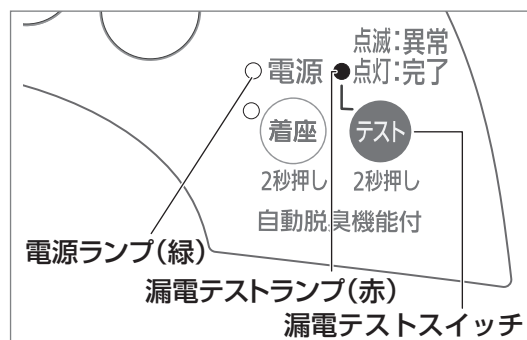 点滅:異常
電源 点灯:完了
着座 テスト
2秒押し 2秒押し
自動脱臭機能付
電源ランプ(緑)
漏電テストランプ(赤)
漏電テストスイッチ